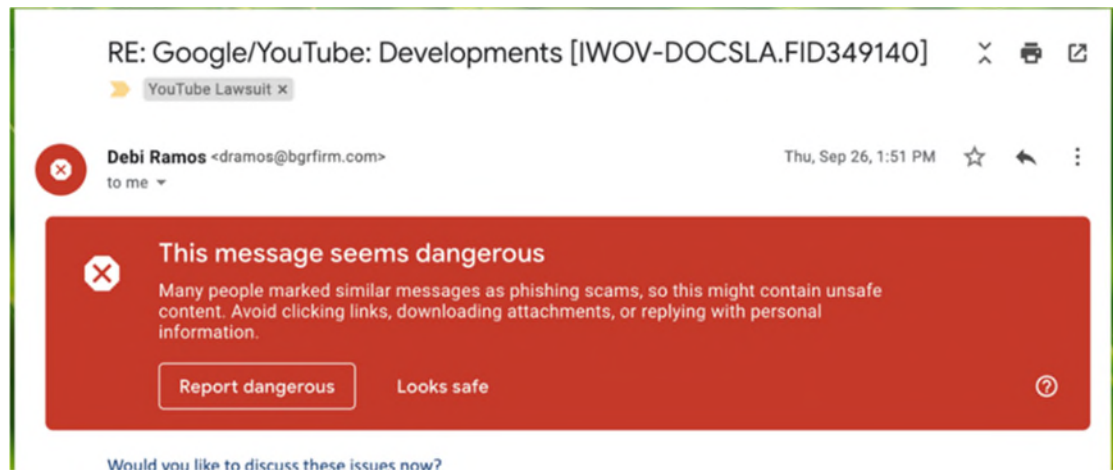 RE: Google/YouTube: Developments [IWOV-DOCSLA.FID349140]
YouTube Lawsuit ×
Debi Ramos <dramos@bgrfirm.com>
Thu, Sep 26, 1:51 PM
to me
This message seems dangerous
Many people marked similar messages as phishing scams, so this might contain unsafe
content. Avoid clicking links, downloading attachments, or replying with personal
information.
Report dangerous
Looks safe
Would you like to discuss these issues now?